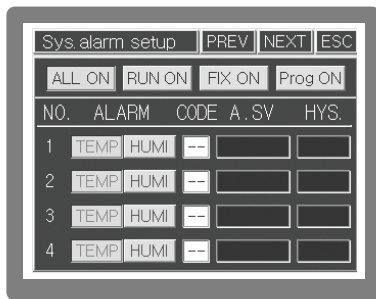 Sys. alarm setup PREV NEXT ESC
ALL ON RUN ON FIX ON Prog ON
NO. ALARM CODE A.SV HYS.
1 TEMP HUMI --
2 TEMP HUMI --
3 TEMP HUMI --
4 TEMP HUMI --